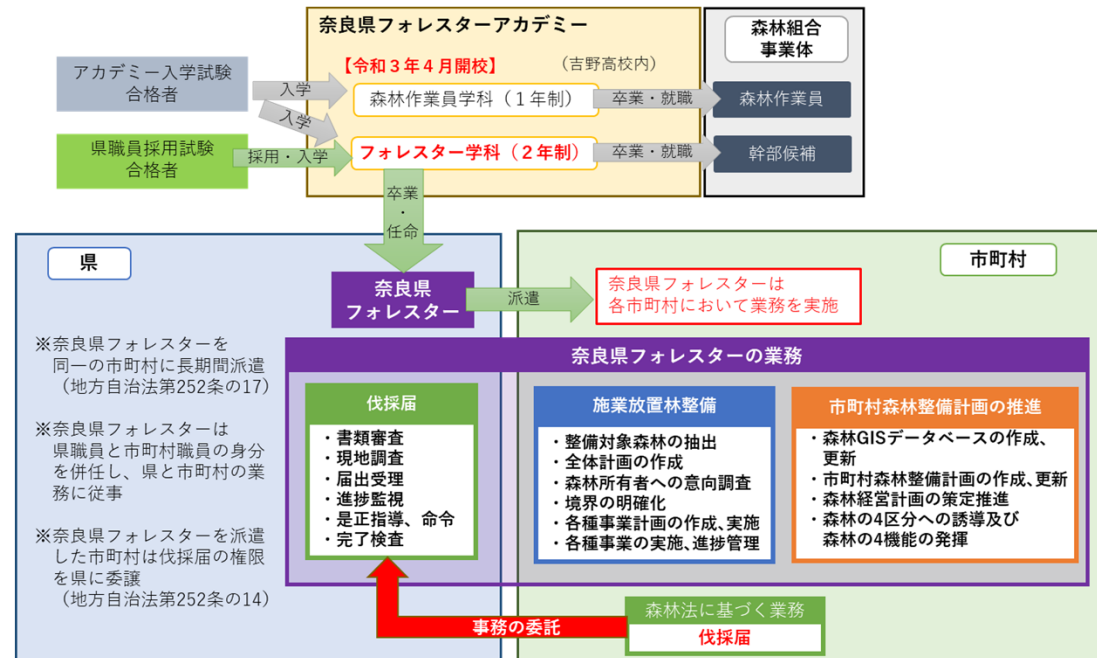 奈良県フォレスターアカデミー
【令和３年４月開校】
（吉野高校内）
アカデミー入学試験
合格者
県職員採用試験
合格者
入学
入学
採用・入学
森林作業員学科（１年制）
フォレスター学科（２年制）
卒業・就職
卒業・就職
森林組合
事業体
森林作業員
幹部候補
卒業
・
任命
県
奈良県
フォレスター
派遣
奈良県フォレスターは
各市町村において業務を実施
市町村
※奈良県フォレスターを
同一の市町村に長期間派遣
（地方自治法第252条の17）
※奈良県フォレスターは
県職員と市町村職員の身分
を併任し、県と市町村の業
務に従事
※奈良県フォレスターを派遣
した市町村は伐採届の権限
を県に委譲
（地方自治法第252条の14）
奈良県フォレスターの業務
伐採届
・書類審査
・現地調査
・届出受理
・進捗監視
・是正指導、命令
・完了検査
施業放置林整備
・整備対象森林の抽出
・全体計画の作成
・森林所有者への意向調査
・境界の明確化
・各種事業計画の作成、実施
・各種事業の実施、進捗管理
市町村森林整備計画の推進
・森林GISデータベースの作成、
更新
・市町村森林整備計画の作成、更新
・森林経営計画の策定推進
・森林の4区分への誘導及び
森林の4機能の発揮
事務の委託
森林法に基づく業務
伐採届